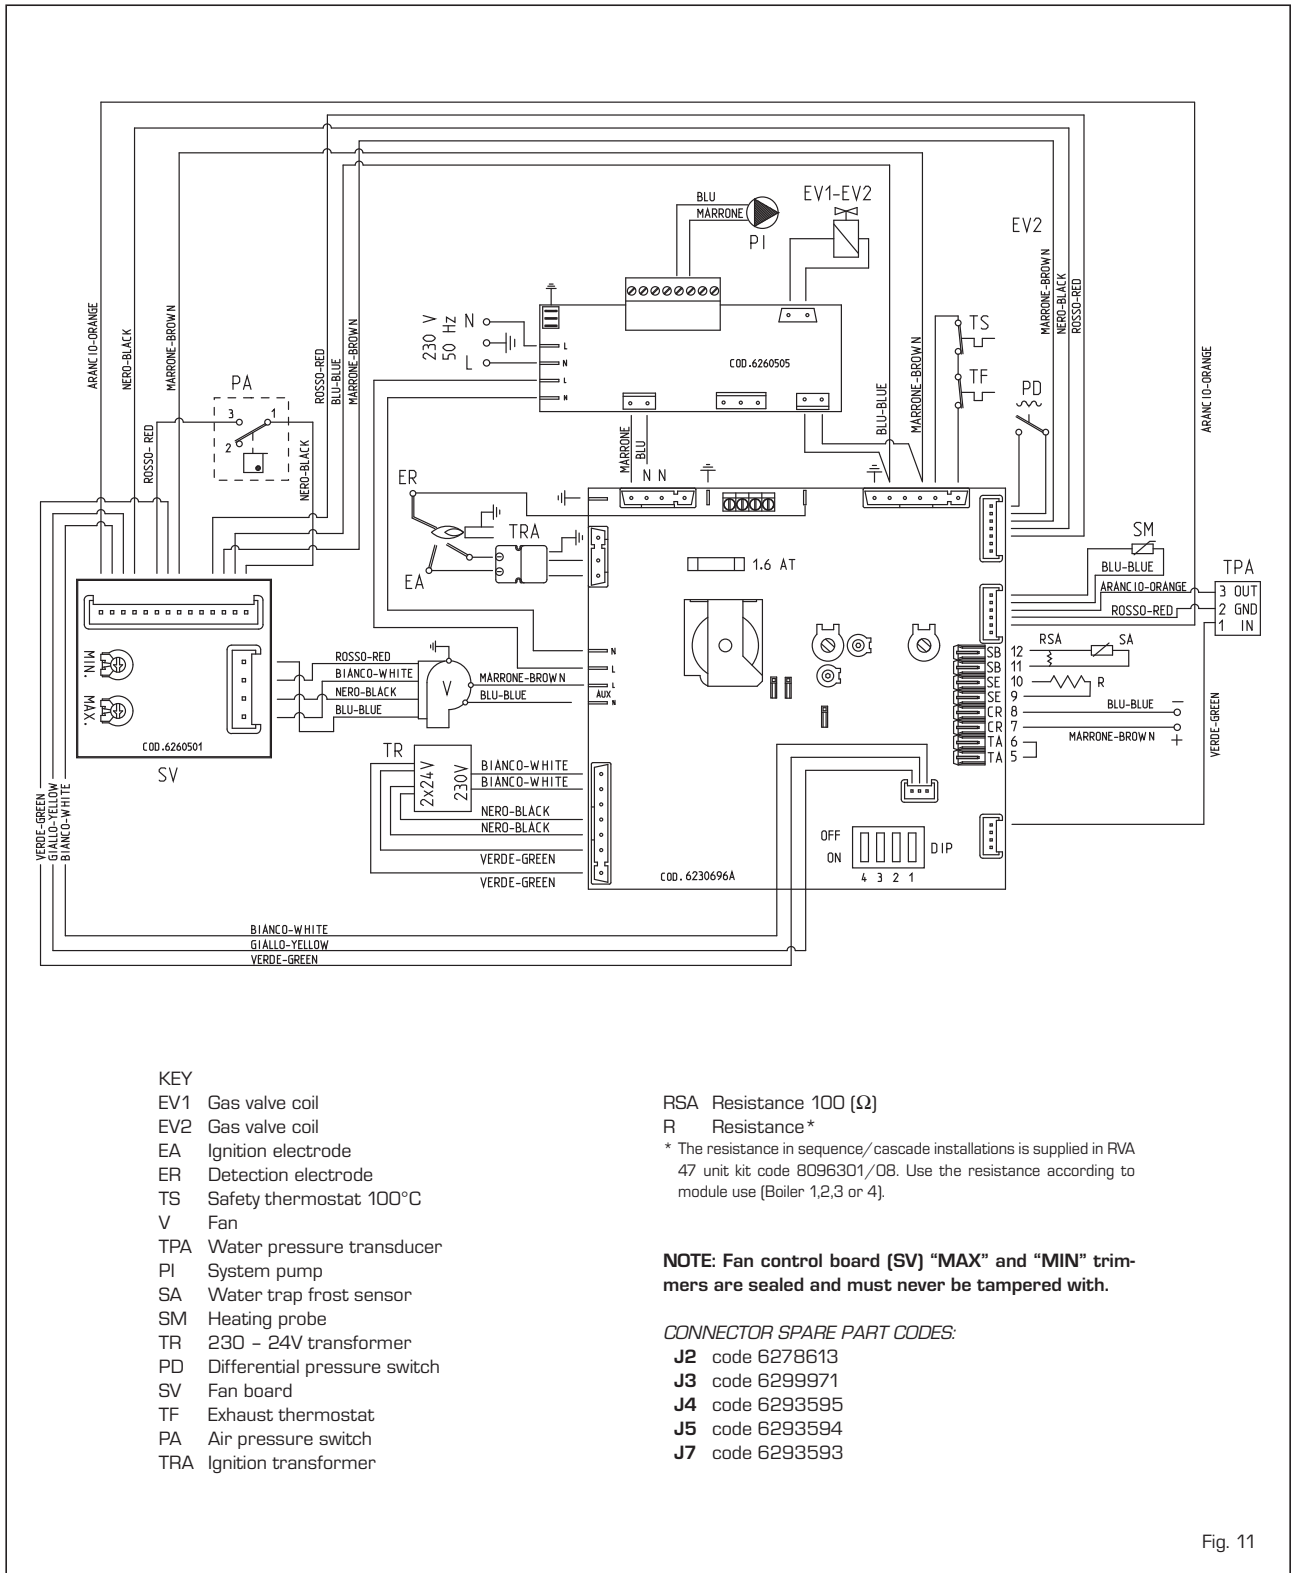 BLU
MARRONE
PI
EV1-EV2
EV2
ARANCIO-ORANGE
NERO-BLACK
MARRONE-BROWN
ROSSO-RED
BLU-BLUE
MARRONE-BROWN
MARRONE-BROWN
NERO-BLACK
ROSSO-RED
ARANCIO-ORANGE
230 V
50 Hz
N
L
L
N
L
N
COD.6260505
TS
TF
PD
PA
3
1
2
ROSSO-RED
NERO-BLACK
MARRONE
BLU
N N
BLU-BLUE
MARRONE-BROWN
ER
TRA
EA
1.6 AT
SM
BLU-BLUE
ARANCIO-ORANGE
ROSSO-RED
TPA
3 OUT
2 GND
1 IN
MIN.
MAX.
COD.6260501
SV
ROSSO-RED
BIANCO-WHITE
NERO-BLACK
BLU-BLUE
V
MARRONE-BROWN
BLU-BLUE
N
L
L
AUX
N
RSA
SA
SB 12
SB 11
SE 10
SE 9
CR 8
CR 7
TA 6
TA 5
R
BLU-BLUE
−
MARRONE-BROWN
+
VERDE-GREEN
TR
2x24V
230V
BIANCO-WHITE
BIANCO-WHITE
NERO-BLACK
NERO-BLACK
VERDE-GREEN
VERDE-GREEN
OFF
ON
DIP
4 3 2 1
COD.6230696A
VERDE-GREEN
GIALLO-YELLOW
BIANCO-WHITE
BIANCO-WHITE
GIALLO-YELLOW
VERDE-GREEN
KEY
EV1 Gas valve coil
EV2 Gas valve coil
EA Ignition electrode
ER Detection electrode
TS Safety thermostat 100°C
V Fan
TPA Water pressure transducer
PI System pump
SA Water trap frost sensor
SM Heating probe
TR 230 – 24V transformer
PD Differential pressure switch
SV Fan board
TF Exhaust thermostat
PA Air pressure switch
TRA Ignition transformer
RSA Resistance 100 (Ω)
R Resistance*
* The resistance in sequence/cascade installations is supplied in RVA
47 unit kit code 8096301/08. Use the resistance according to
module use (Boiler 1,2,3 or 4).
NOTE: Fan control board (SV) “MAX” and “MIN” trim-
mers are sealed and must never be tampered with.
CONNECTOR SPARE PART CODES:
J2 code 6278613
J3 code 6299971
J4 code 6293595
J5 code 6293594
J7 code 6293593
Fig. 11